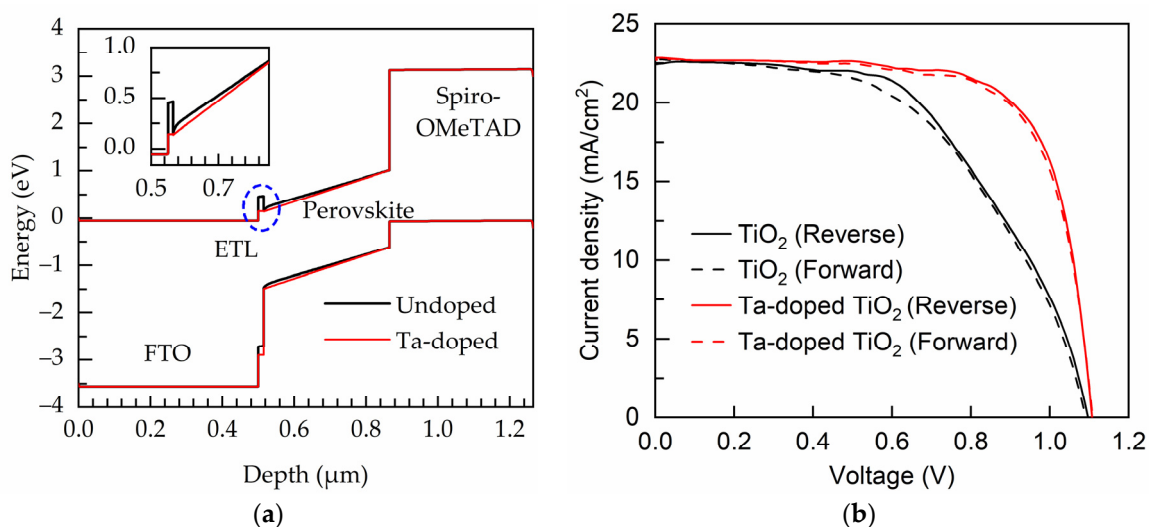 4
3
2
1
0
−1
−2
−3
−4
Energy (eV)
1.0
0.5
0.0
0.5 0.7
Spiro-
OMeTAD
Perovskite
ETL
Undoped
Ta-doped
FTO
0.0 0.2 0.4 0.6 0.8 1.0 1.2
Depth (µm)
(a)
25
20
15
10
5
0
Current density (mA/cm²)
TiO₂ (Reverse)
TiO₂ (Forward)
Ta-doped TiO₂ (Reverse)
Ta-doped TiO₂ (Forward)
0.0 0.2 0.4 0.6 0.8 1.0 1.2
Voltage (V)
(b)